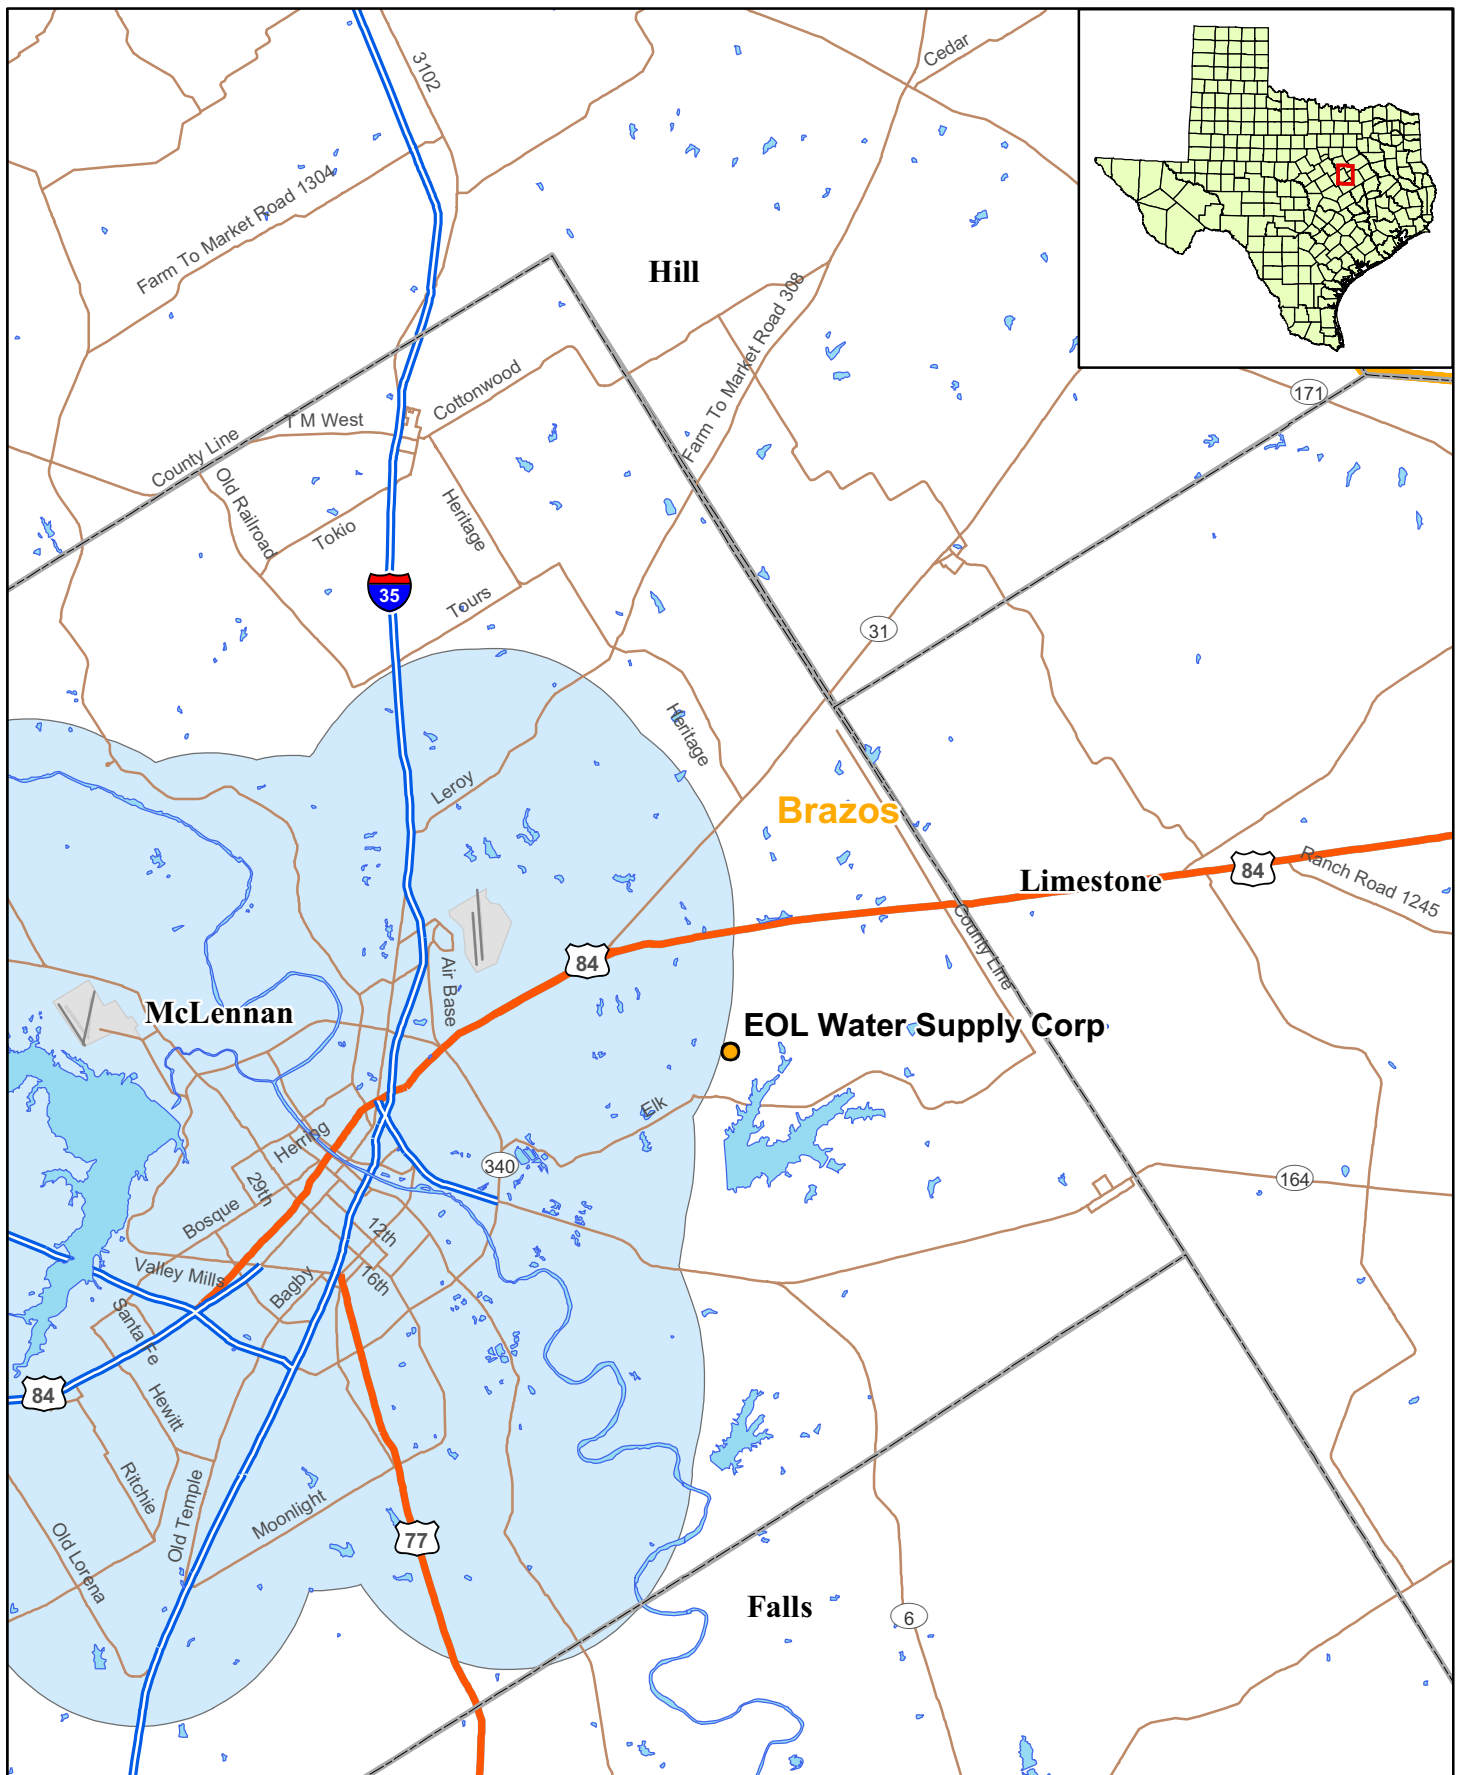 Cedar
3102
Farm To Market Road 1304
Hill
Farm To Market Road 308
171
Cottonwood
T M West
County Line
Old Railroad
Heritage
Tokio
35
Tours
31
Heritage
Leroy
Brazos
84
Ranch Road 1245
Limestone
County Line
84
Air Base
McLennan
EOL Water Supply Corp
Elk
Herring
340
164
29th
Bosque
12th
Valley Mills
16th
Bagby
Santa Fe
84
Hewitt
Ritchie
Old Temple
Moonlight
Old Lorena
77
Falls
6